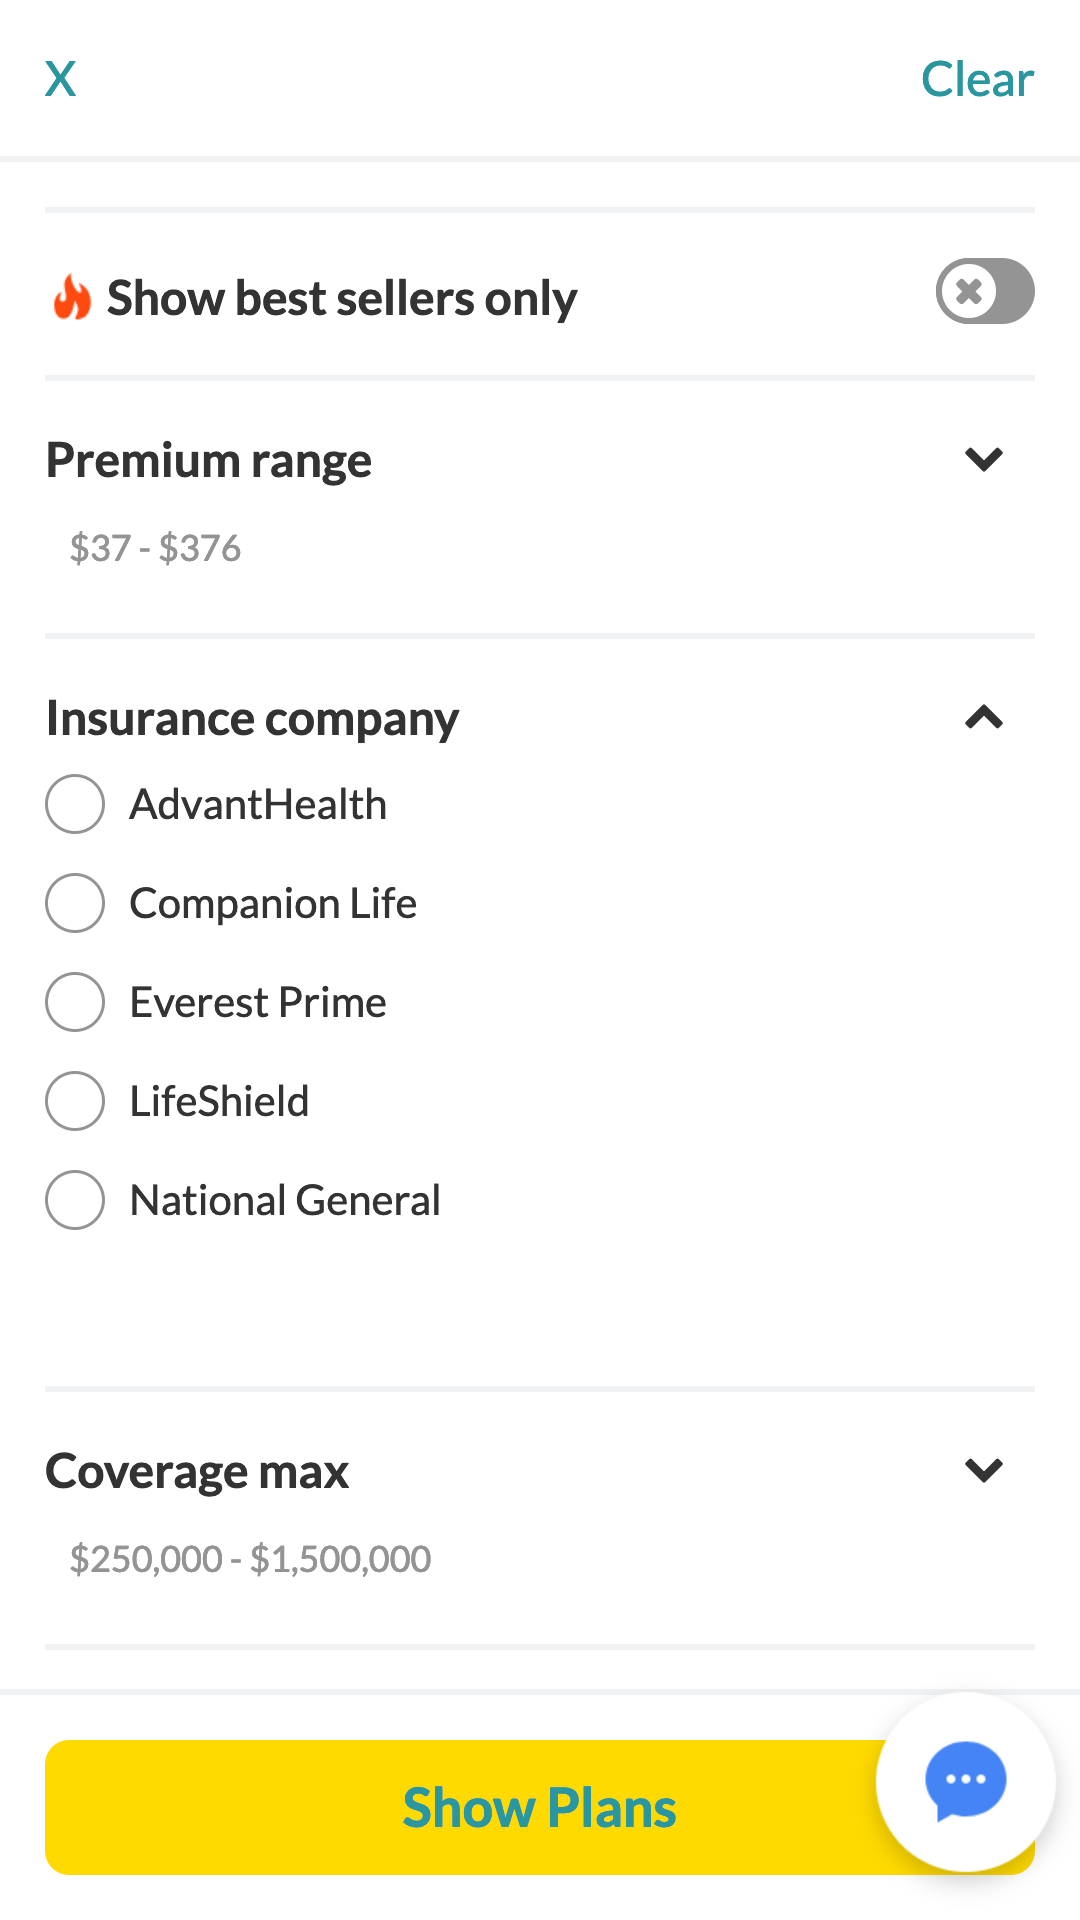 X
Clear
Show best sellers only
Premium range
$37 - $376
Insurance company
AdvantHealth
Companion Life
Everest Prime
LifeShield
National General
Coverage max
$250,000 - $1,500,000
Show Plans